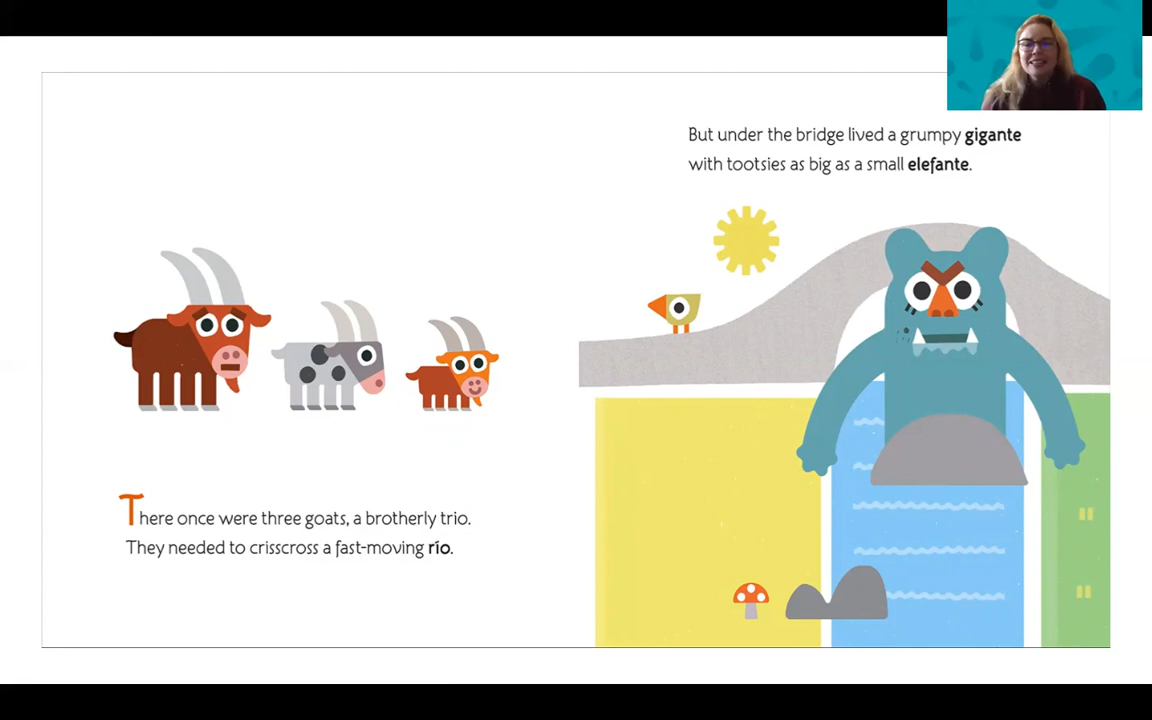 There once were three goats, a brotherly trio.
They needed to crisscross a fast-moving río.
But under the bridge lived a grumpy gigante
with tootsies as big as a small elefante.